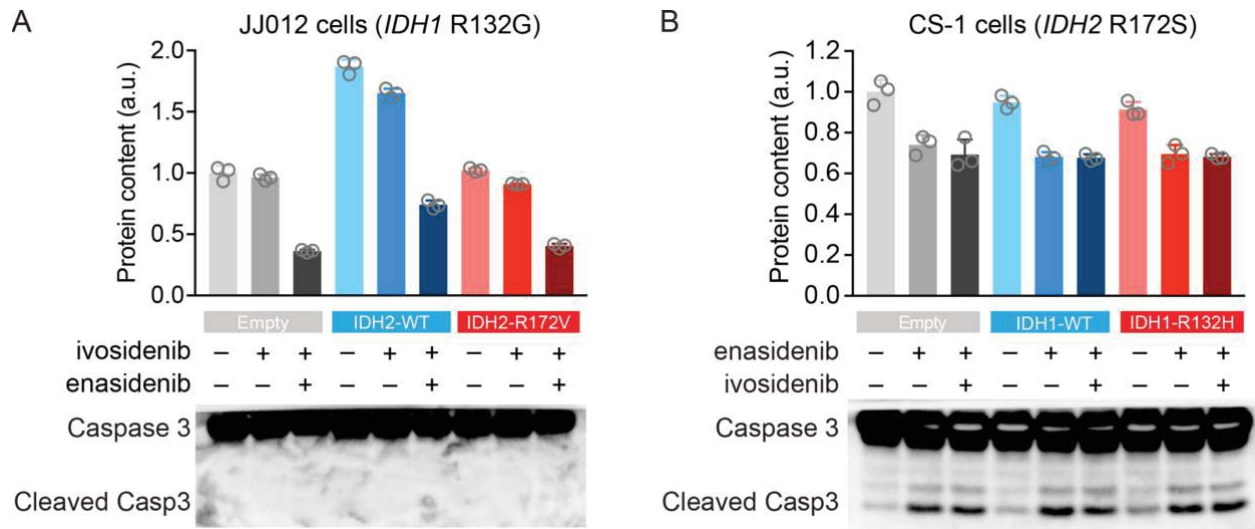 A
JJ012 cells (IDH1 R132G)
Protein content (a.u.)
2.0
1.5
1.0
0.5
0.0
Empty IDH2-WT IDH2-R172V
ivosidenib − + + − + + − + +
enasidenib − − + − − + − − +
Caspase 3
Cleaved Casp3
B
CS-1 cells (IDH2 R172S)
Protein content (a.u.)
1.2
1.0
0.8
0.6
0.4
0.2
0.0
Empty IDH1-WT IDH1-R132H
enasidenib − + + − + + − + +
ivosidenib − − + − − + − − +
Caspase 3
Cleaved Casp3